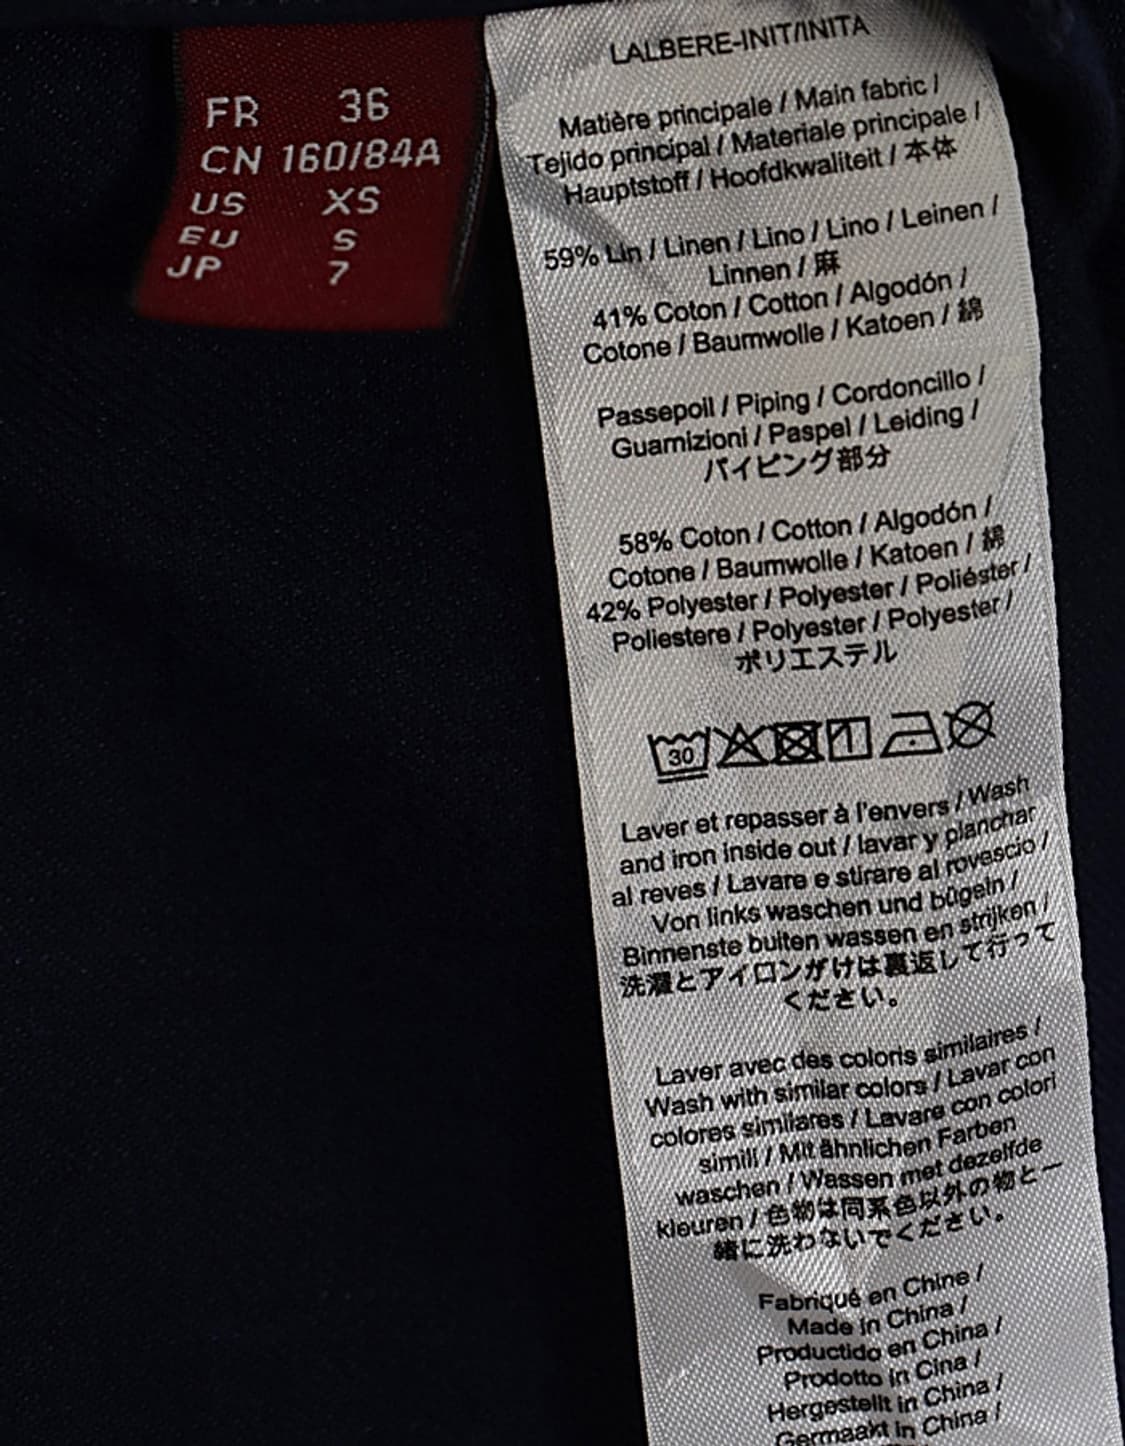 FR 36
CN 160/84A
US XS
EU S
JP 7
LALBERE-INIT/INITA
Matière principale / Main fabric /
Tejido principal / Materiale principale /
Hauptstoff / Hoofdkwaliteit / 本体
59% Lin / Linen / Lino / Lino / Leinen /
Linnen / 麻
41% Coton / Cotton / Algodón /
Cotone / Baumwolle / Katoen / 綿
Passepoil / Piping / Cordoncillo /
Guarnizioni / Paspel / Leiding /
パイピング部分
58% Coton / Cotton / Algodón /
Cotone / Baumwolle / Katoen / 綿
42% Polyester / Polyester / Poliéster /
Poliestere / Polyester / Polyester /
ポリエステル
30
Laver et repasser à l'envers / Wash
and iron inside out / lavar y planchar
al reves / Lavare e stirare al rovescio /
Von links waschen und bügeln /
Binnenste buiten wassen en strijken /
洗濯とアイロンがけは裏返して行って
ください。
Laver avec des coloris similaires /
Wash with similar colors / Lavar con
colores similares / Lavare con colori
simili / Mit ähnlichen Farben
waschen / Wassen met dezelfde
kleuren / 色物は同系色以外の物と一
緒に洗わないでください。
Fabriqué en Chine /
Made in China /
Productido en China /
Prodotto in Cina /
Hergestellt in China /
Germaakt in China /